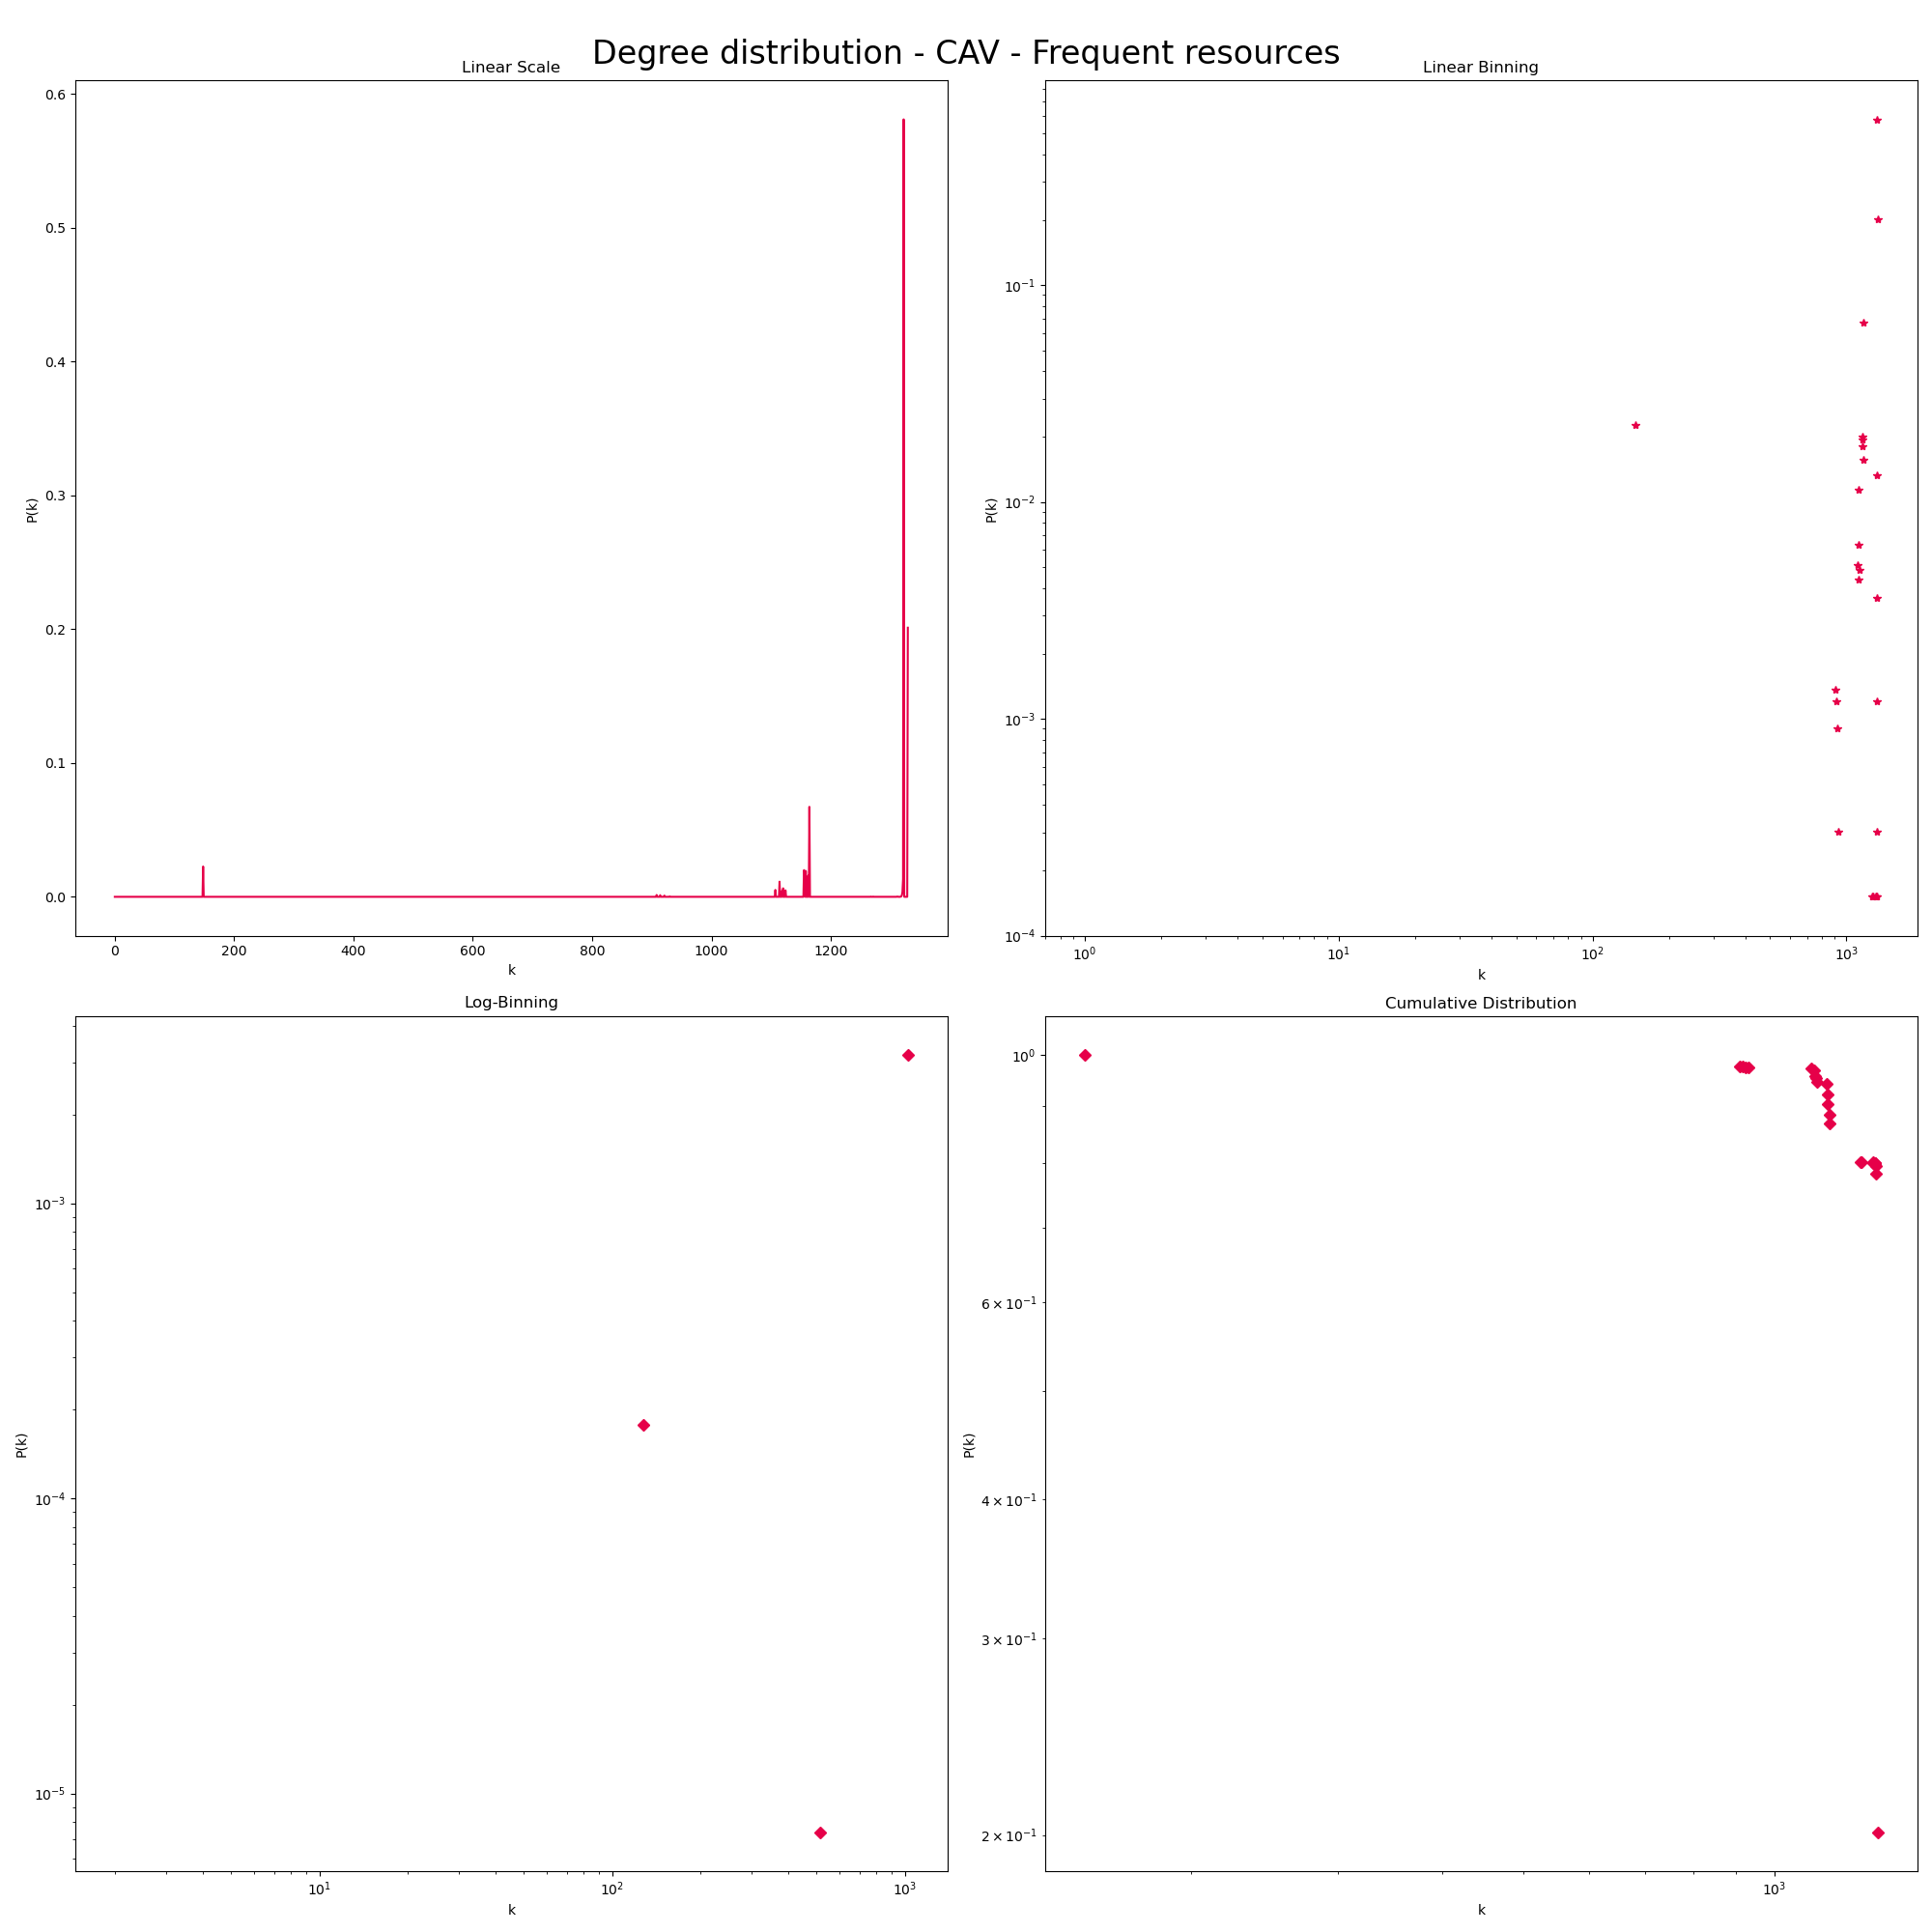 Degree distribution - CAV - Frequent resources
Linear Scale
0.6
0.5
0.4
0.3
0.2
0.1
0.0
P(k)
0 200 400 600 800 1000 1200
k
Linear Binning
10⁻¹
10⁻²
10⁻³
10⁻⁴
P(k)
10⁰ 10¹ 10² 10³
k
Log-Binning
10⁻³
10⁻⁴
10⁻⁵
P(k)
10¹ 10² 10³
k
Cumulative Distribution
10⁰
6 × 10⁻¹
4 × 10⁻¹
3 × 10⁻¹
2 × 10⁻¹
P(k)
10³
k